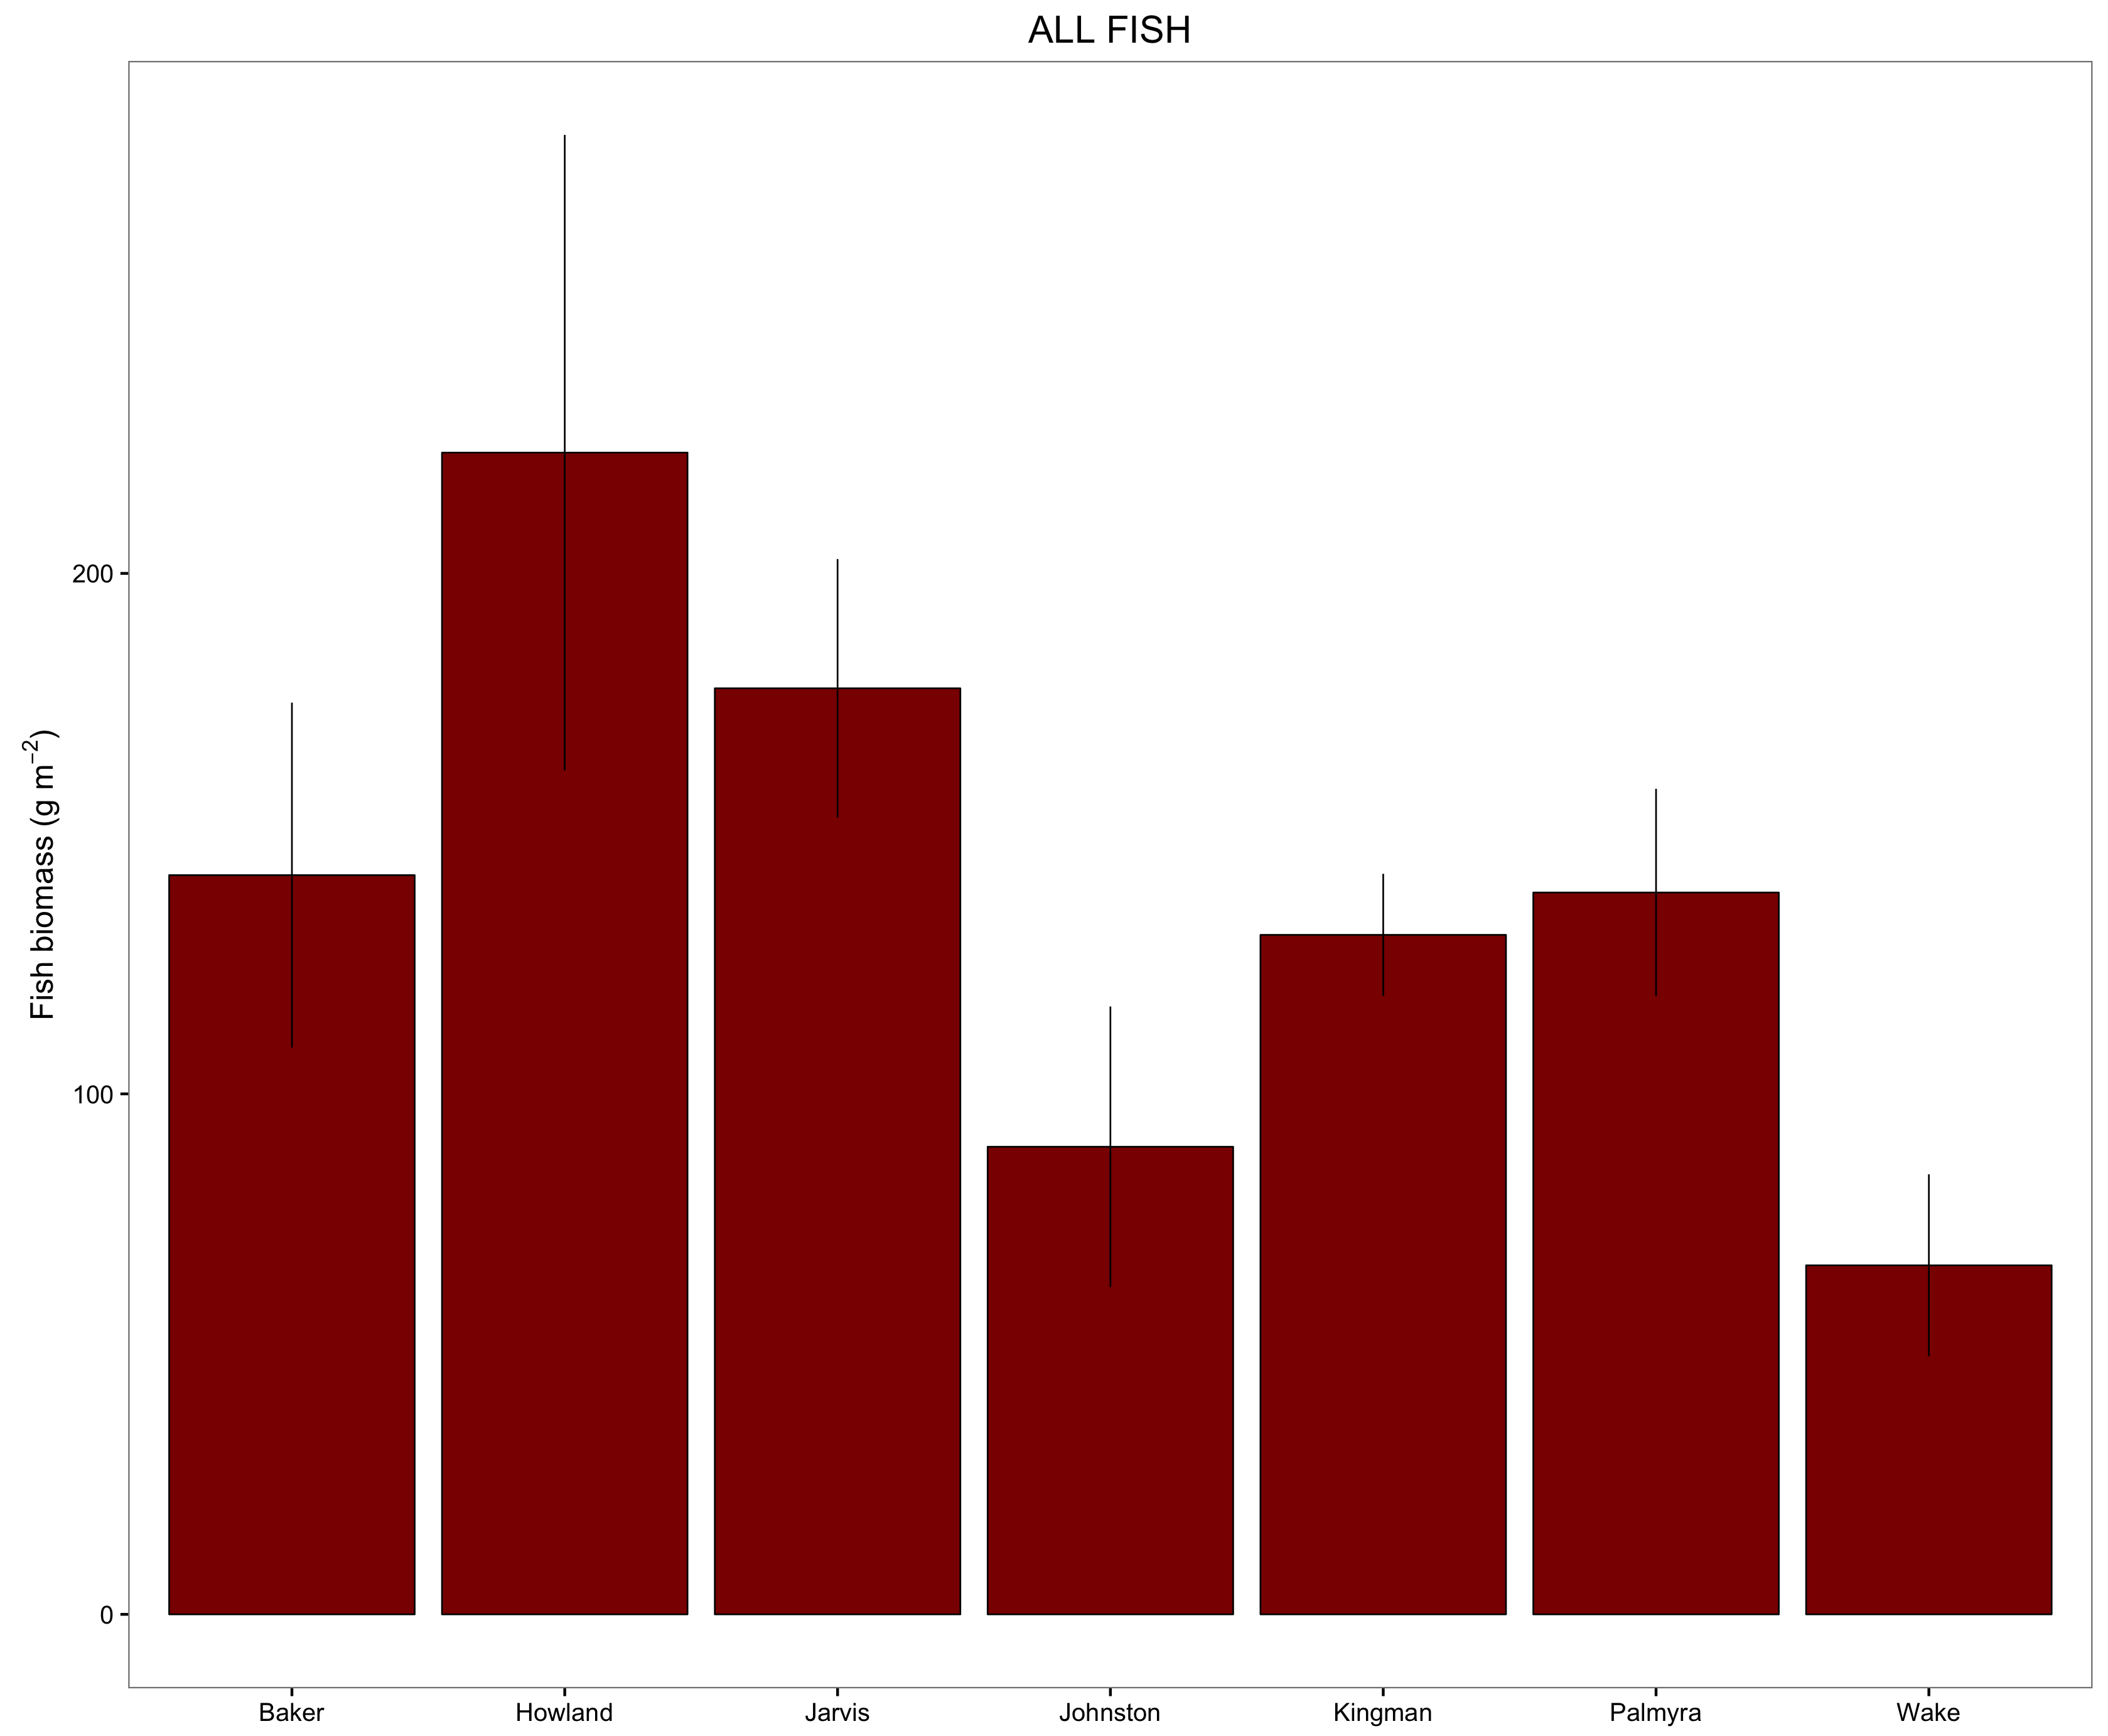 ALL FISH
Fish biomass (g m⁻²)
200
100
0
Baker Howland Jarvis Johnston Kingman Palmyra Wake